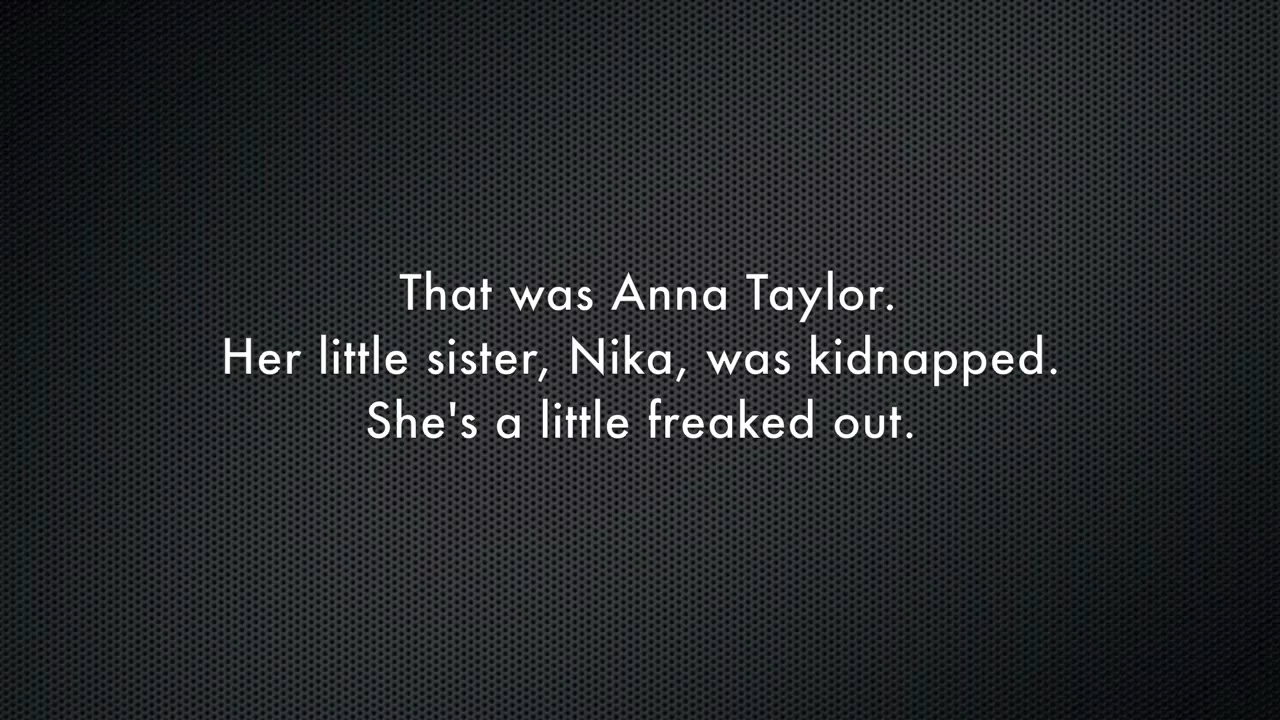 That was Anna Taylor.
Her little sister, Nika, was kidnapped.
She's a little freaked out.